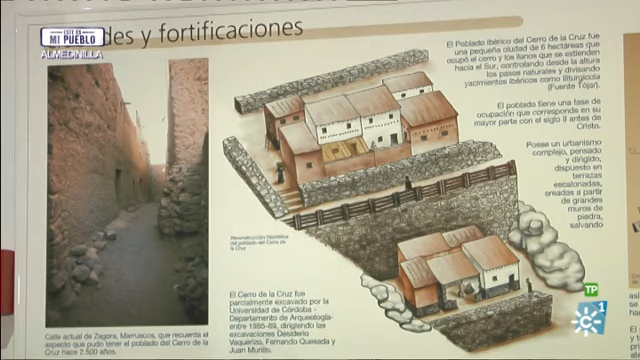 ESTE ES
MI PUEBLO
ALMEDINILLA
des y fortificaciones
El Poblado Ibérico del Cerro de la Cruz fue
una pequeña ciudad de 6 hectáreas que
ocupó el cerro y los llanos que se extienden
hacia el Sur, controlando desde la altura
los pasos naturales y divisando
yacimientos ibéricos como Iliturgicola
(Fuente Tójar).
El poblado tiene una fase de
ocupación que corresponde en su
mayor parte con el siglo II antes de
Cristo.
Posee un urbanismo
complejo, pensado
y dirigido,
dispuesto en
terrazas
escalonadas,
creadas a partir
de grandes
muros de
piedra,
salvando
Reconstrucción hipotética
del poblado del Cerro de
la Cruz
El Cerro de la Cruz fue
parcialmente excavado por la
Universidad de Córdoba -
Departamento de Arqueología-
entre 1985-89, dirigiendo las
excavaciones Desiderio
Vaquerizo, Fernando Quesada y
Juan Murillo.
Calle actual de Zagora, Marruecos, que recuerda el
aspecto que pudo tener el poblado del Cerro de la
Cruz hace 2.500 años.
TP
1